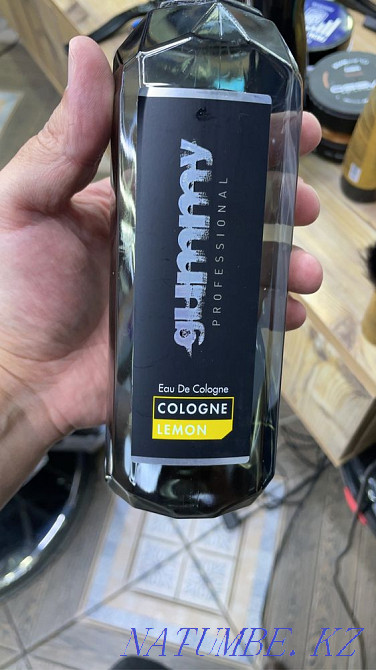 gummy
PROFESSIONAL
Eau De Cologne
COLOGNE
LEMON
NATUMBE.KZ